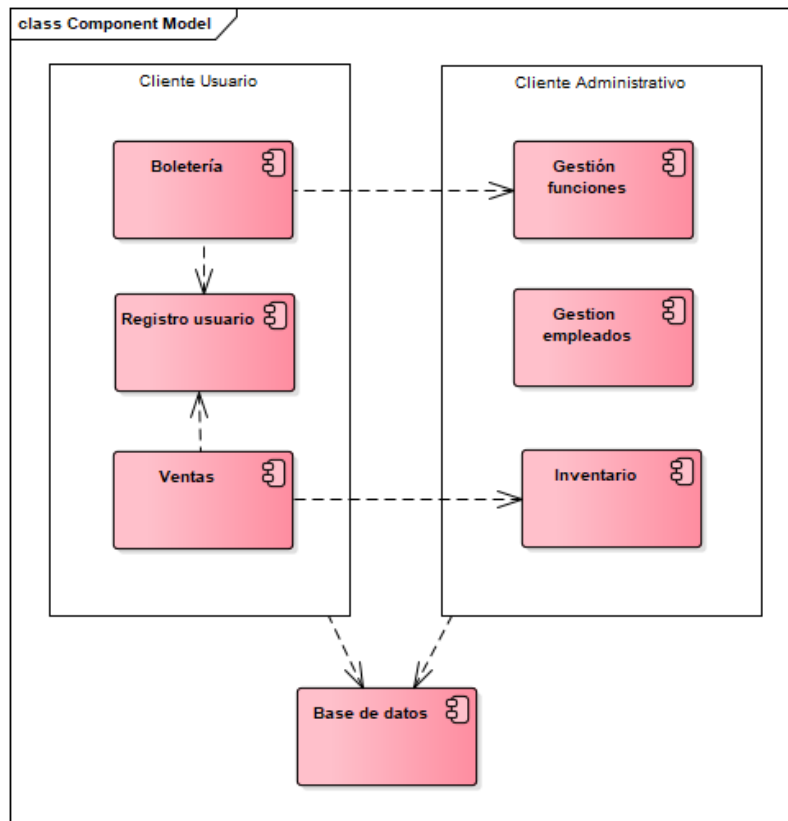 class Component Model
Cliente Usuario
Boletería
Registro usuario
Ventas
Cliente Administrativo
Gestión
funciones
Gestion
empleados
Inventario
Base de datos